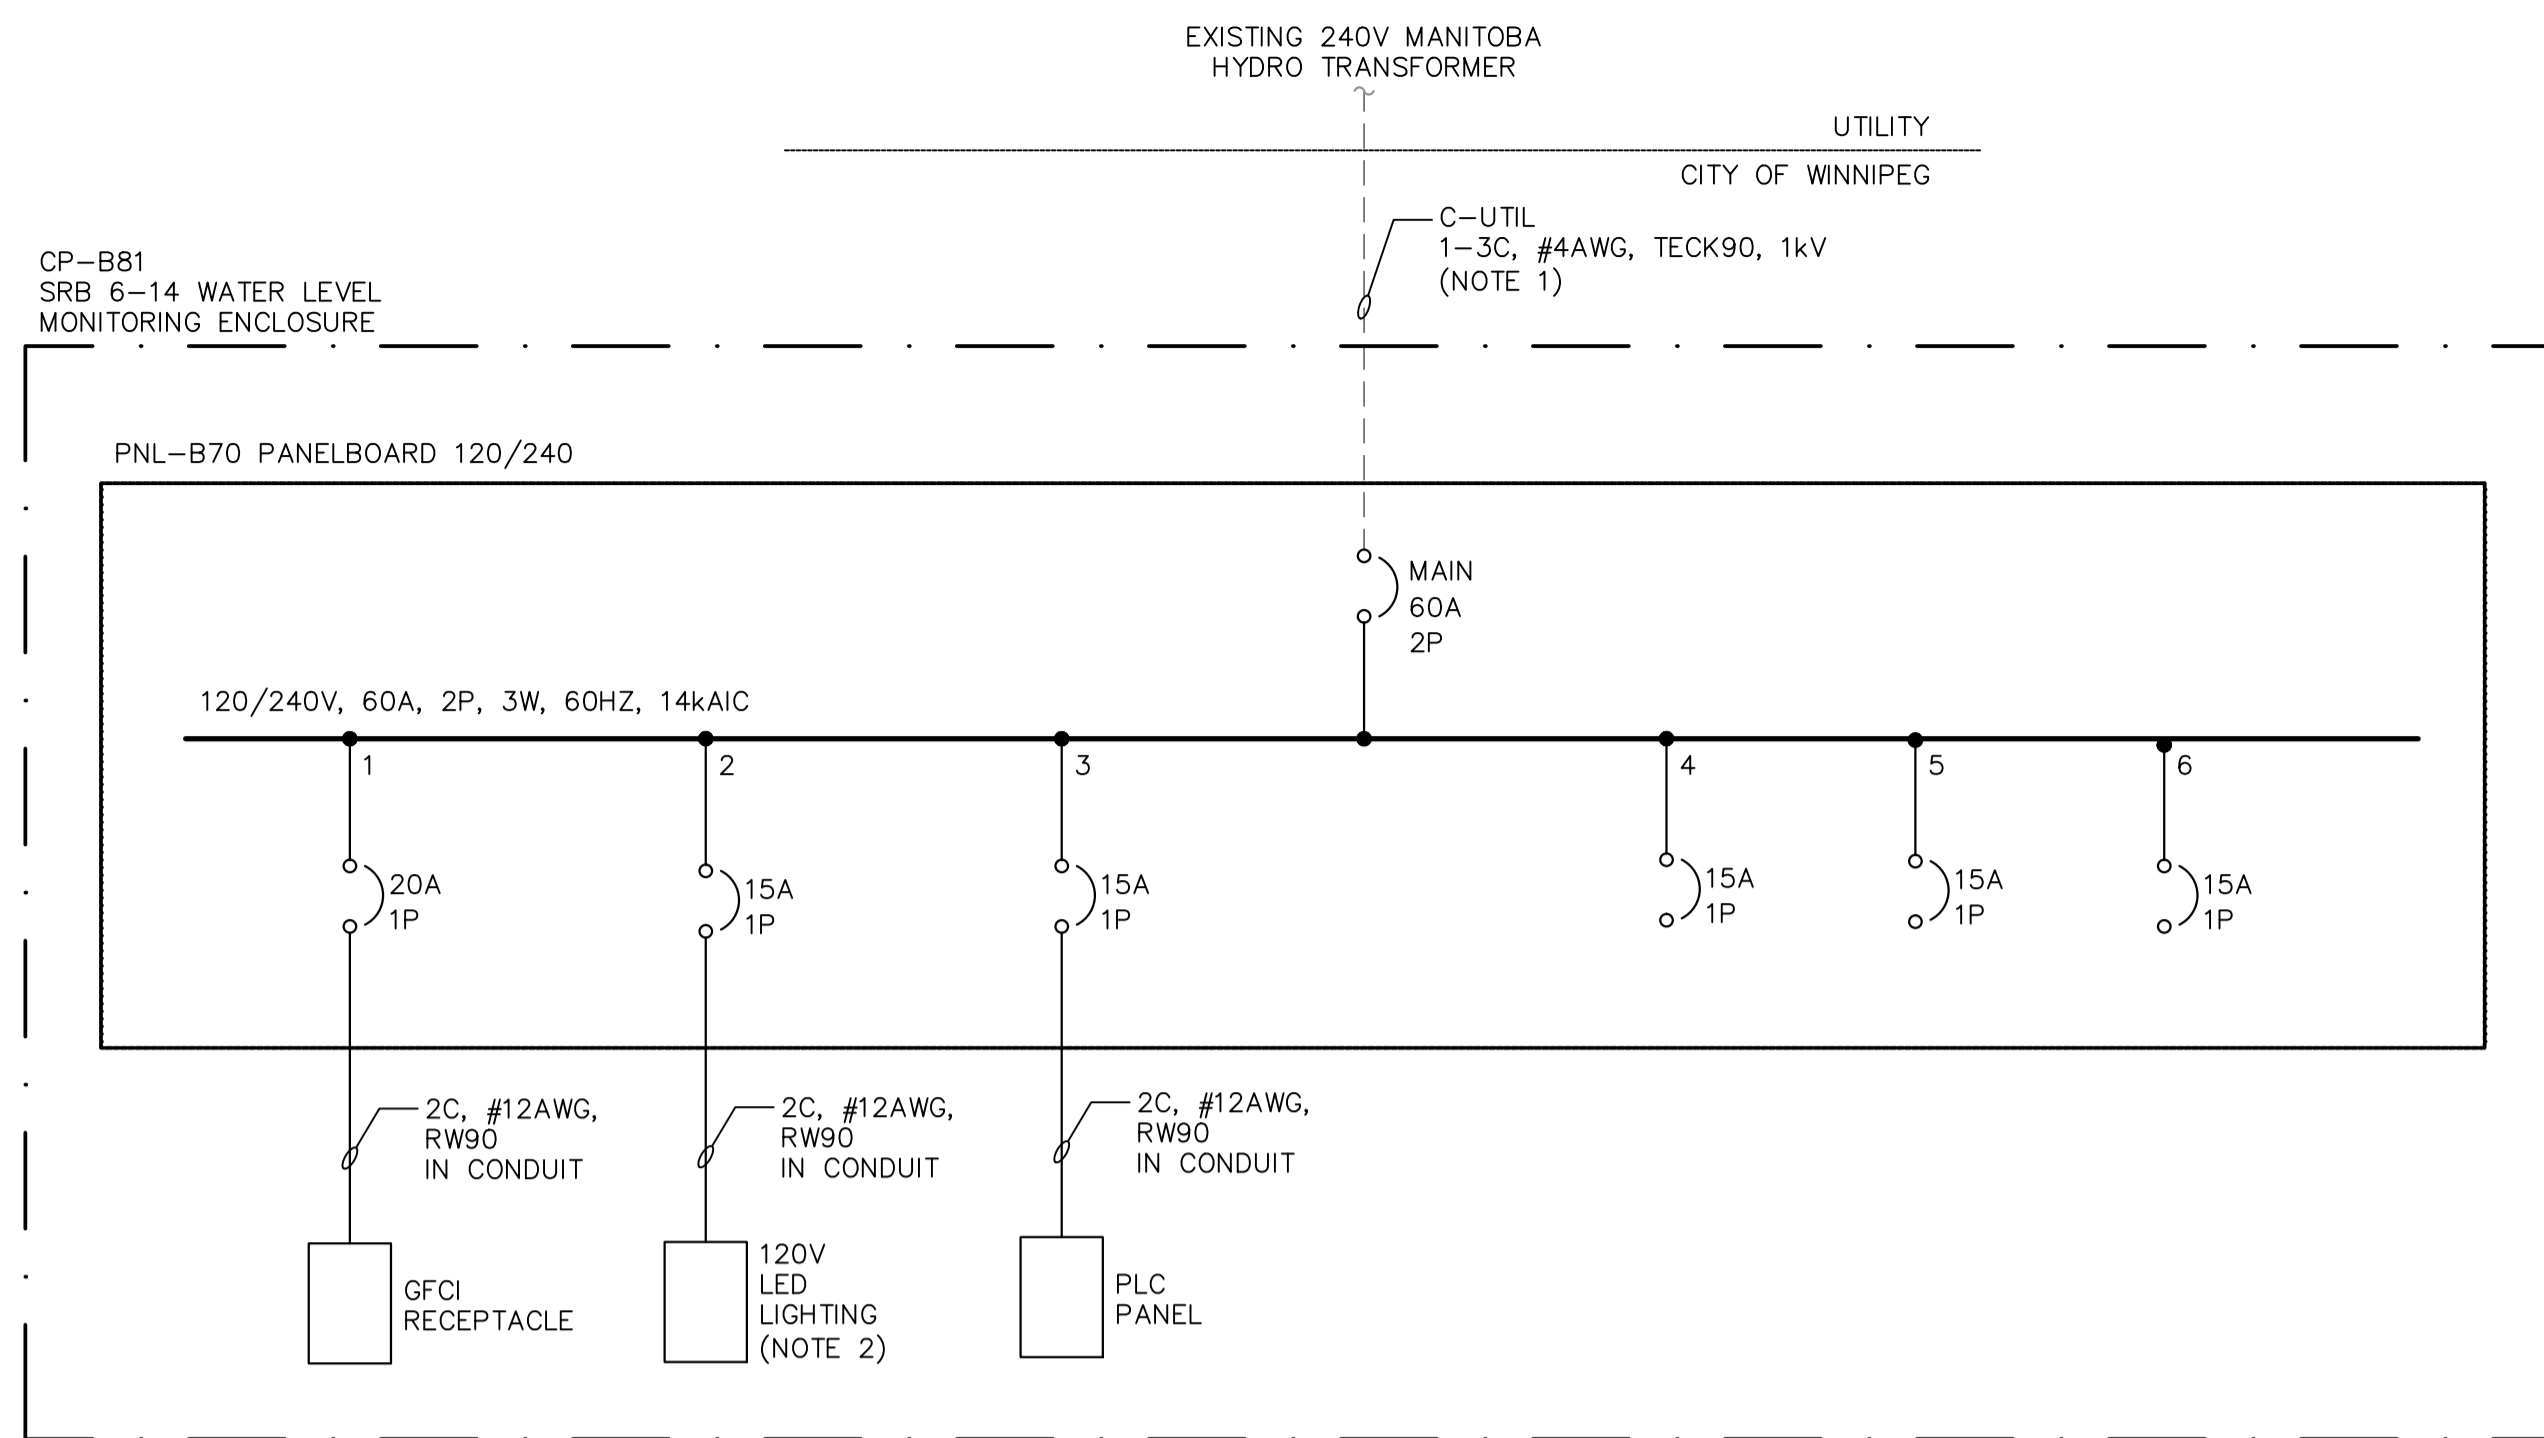 EXISTING 240V MANITOBA
HYDRO TRANSFORMER
UTILITY
CITY OF WINNIPEG
C-UTIL
1-3C, #4AWG, TECK90, 1kV
(NOTE 1)
CP-B81
SRB 6-14 WATER LEVEL
MONITORING ENCLOSURE
PNL-B70 PANELBOARD 120/240
MAIN
60A
2P
120/240V, 60A, 2P, 3W, 60HZ, 14kAIC
1
2
3
4
5
6
20A
1P
15A
1P
15A
1P
15A
1P
15A
1P
15A
1P
2C, #12AWG,
RW90
IN CONDUIT
2C, #12AWG,
RW90
IN CONDUIT
2C, #12AWG,
RW90
IN CONDUIT
GFCI
RECEPTACLE
120V
LED
LIGHTING
(NOTE 2)
PLC
PANEL